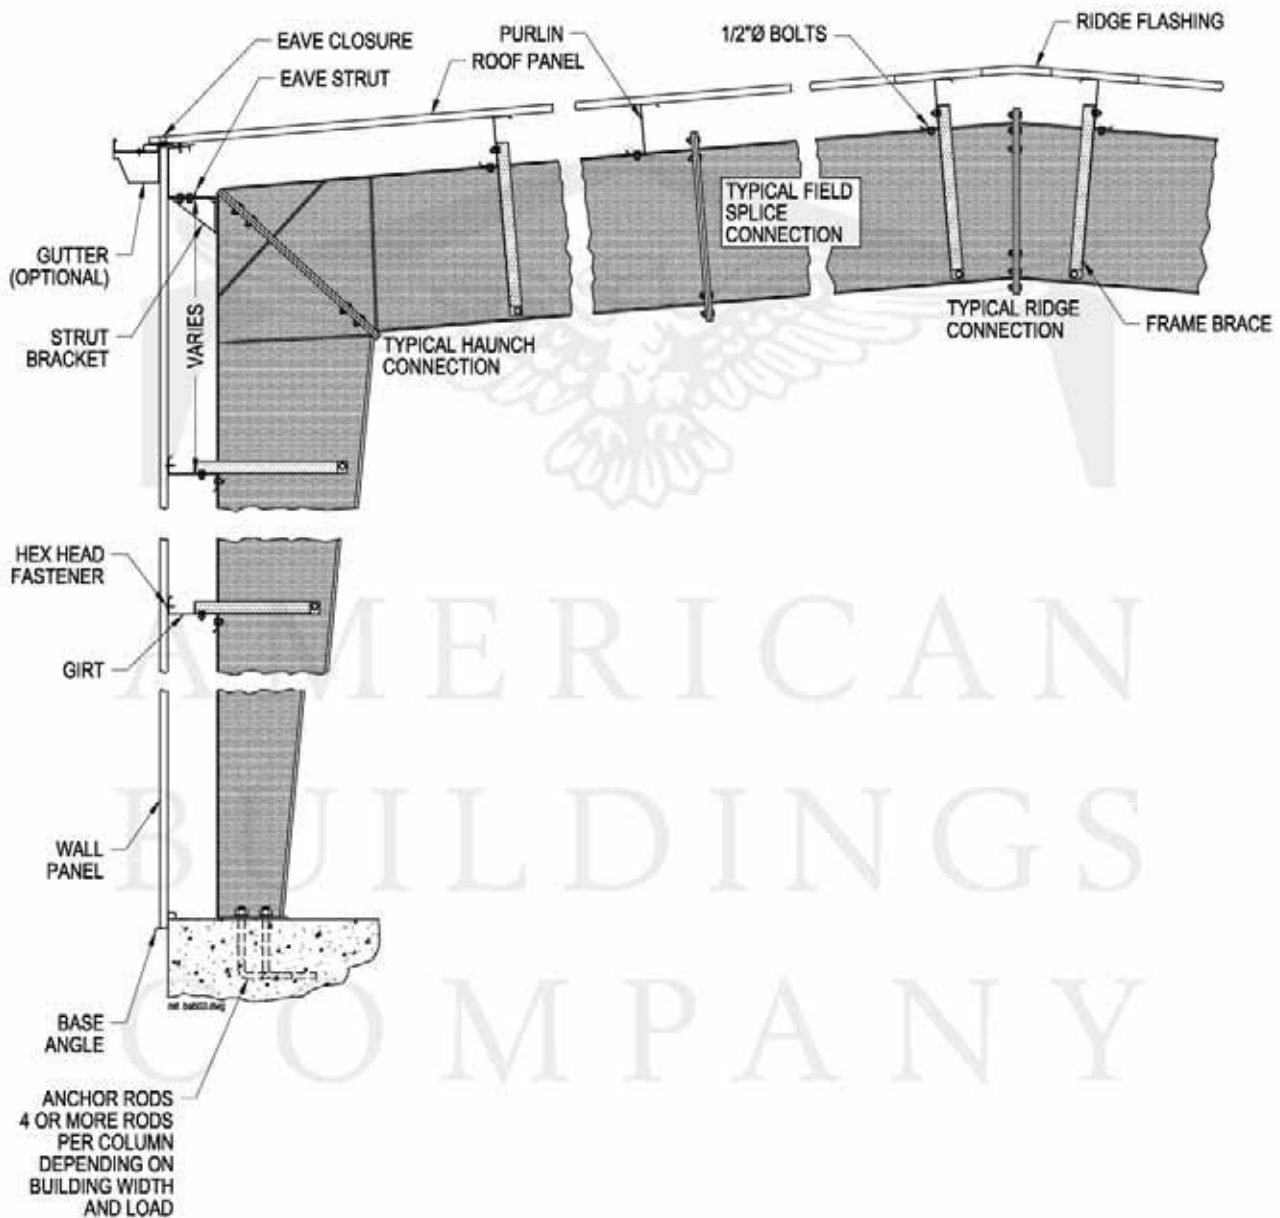 EAVE CLOSURE
EAVE STRUT
PURLIN
ROOF PANEL
1/2"Ø BOLTS
RIDGE FLASHING
GUTTER
(OPTIONAL)
STRUT
BRACKET
VARIES
TYPICAL HAUNCH
CONNECTION
TYPICAL FIELD
SPLICE
CONNECTION
TYPICAL RIDGE
CONNECTION
FRAME BRACE
HEX HEAD
FASTENER
GIRT
WALL
PANEL
BASE
ANGLE
ANCHOR RODS
4 OR MORE RODS
PER COLUMN
DEPENDING ON
BUILDING WIDTH
AND LOAD
AMERICAN
BUILDINGS
COMPANY